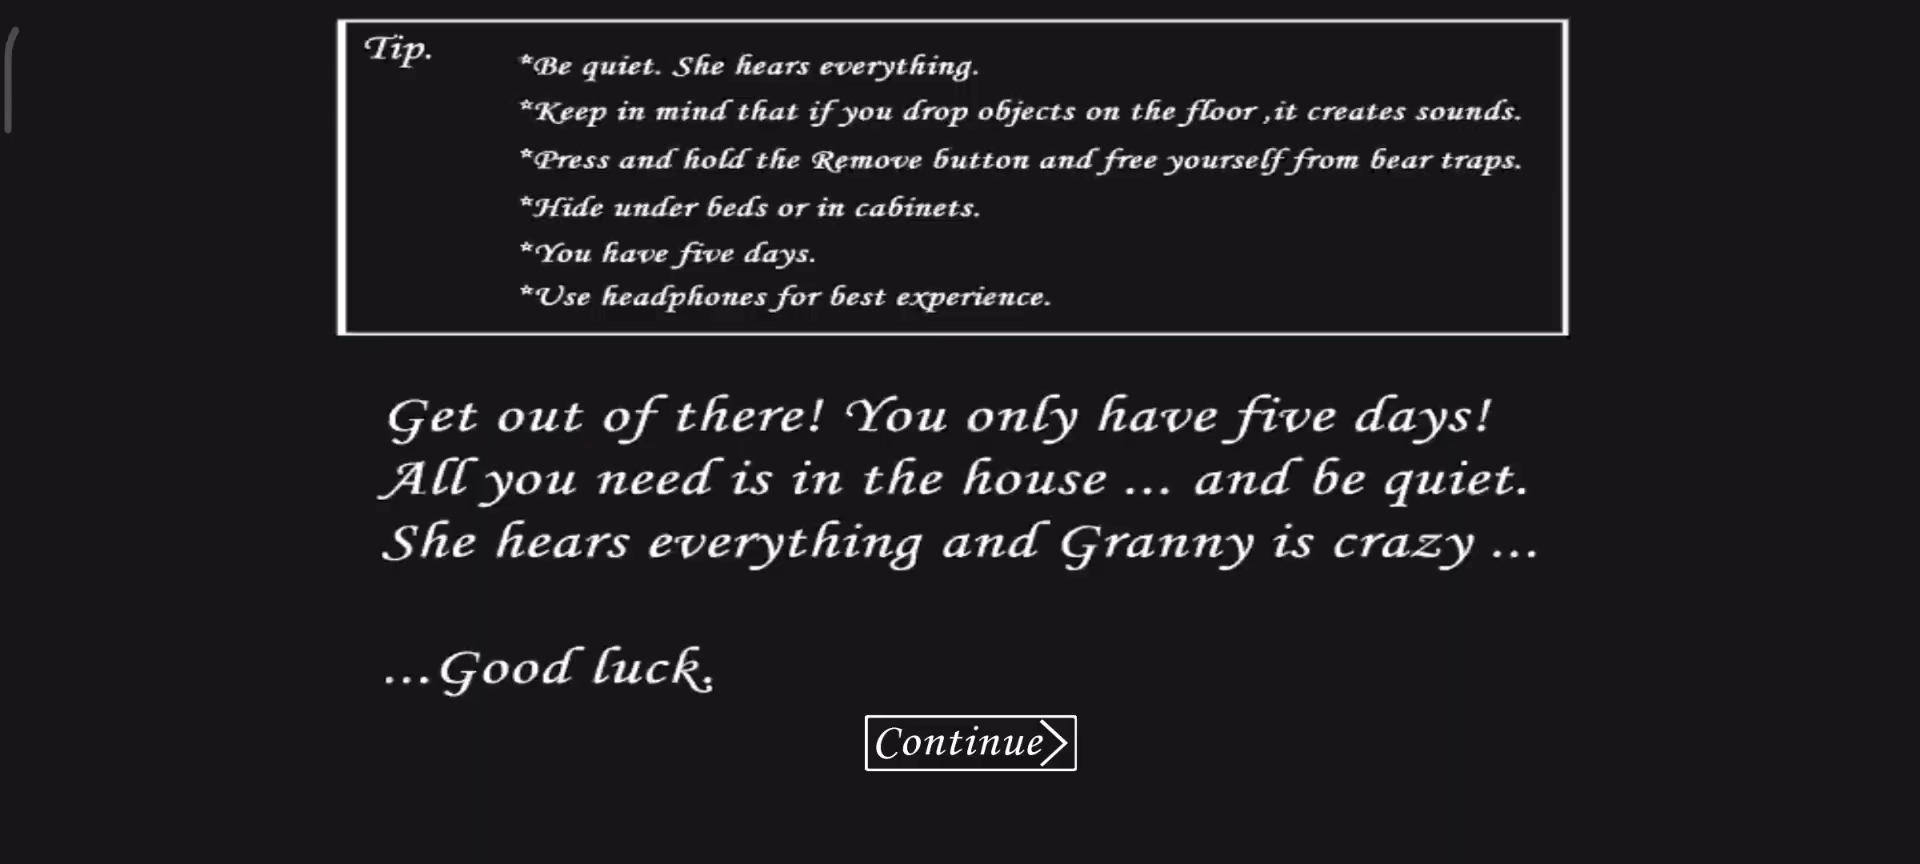 Tip.
*Be quiet. She hears everything.
*Keep in mind that if you drop objects on the floor ,it creates sounds.
*Press and hold the Remove button and free yourself from bear traps.
*Hide under beds or in cabinets.
*You have five days.
*Use headphones for best experience.
Get out of there! You only have five days!
All you need is in the house ... and be quiet.
She hears everything and Granny is crazy ...
...Good luck.
Continue